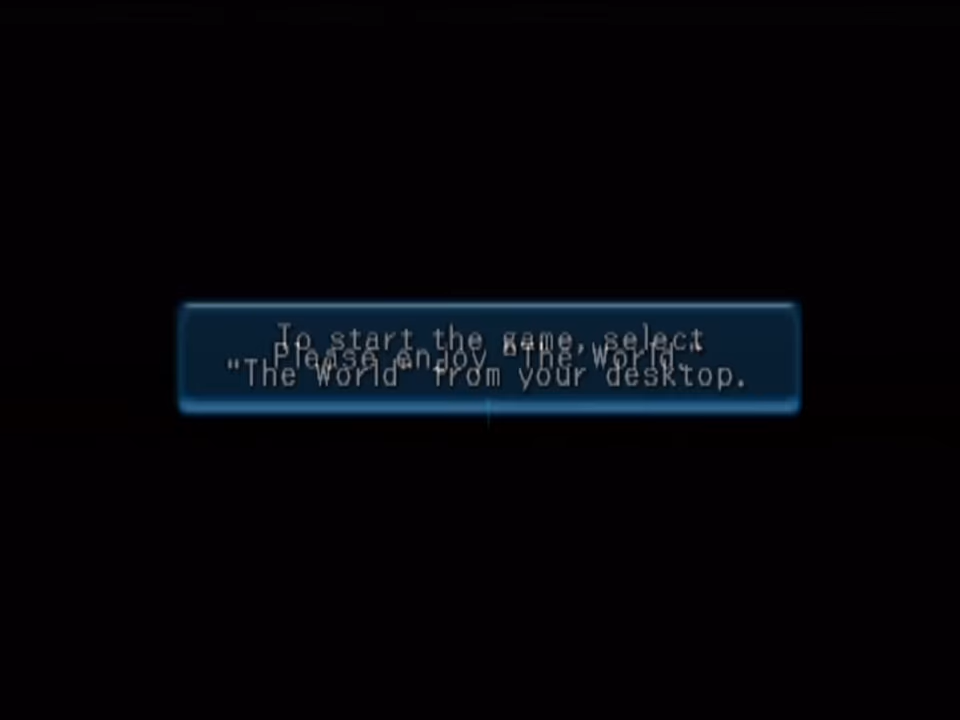 To start the game, select
Please enjoy "The World."
"The World" from your desktop.